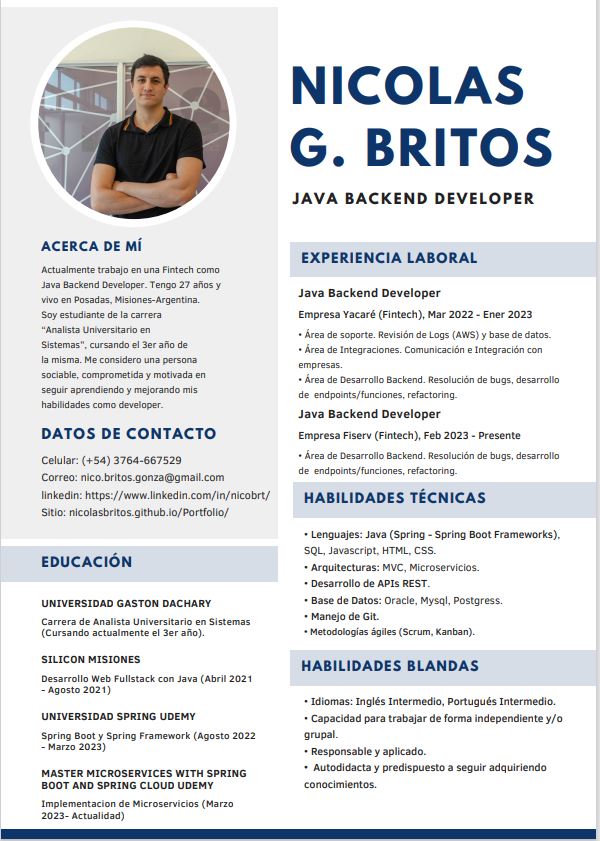 NICOLAS
G. BRITOS
JAVA BACKEND DEVELOPER
ACERCA DE MÍ
Actualmente trabajo en una Fintech como
Java Backend Developer. Tengo 27 años y
vivo en Posadas, Misiones-Argentina.
Soy estudiante de la carrera
“Analista Universitario en
Sistemas”, cursando el 3er año de
la misma. Me considero una persona
sociable, comprometida y motivada en
seguir aprendiendo y mejorando mis
habilidades como developer.
DATOS DE CONTACTO
Celular: (+54) 3764-667529
Correo: nico.britos.gonza@gmail.com
linkedin: https://www.linkedin.com/in/nicobrt/
Sitio: nicolasbritos.github.io/Portfolio/
EDUCACIÓN
UNIVERSIDAD GASTON DACHARY
Carrera de Analista Universitario en Sistemas
(Cursando actualmente el 3er año).
SILICON MISIONES
Desarrollo Web Fullstack con Java (Abril 2021
- Agosto 2021)
UNIVERSIDAD SPRING UDEMY
Spring Boot y Spring Framework (Agosto 2022
- Marzo 2023)
MASTER MICROSERVICES WITH SPRING
BOOT AND SPRING CLOUD UDEMY
Implementacion de Microservicios (Marzo
2023- Actualidad)
EXPERIENCIA LABORAL
Java Backend Developer
Empresa Yacaré (Fintech), Mar 2022 - Ener 2023
• Área de soporte. Revisión de Logs (AWS) y base de datos.
• Área de Integraciones. Comunicación e Integración con
empresas.
• Área de Desarrollo Backend. Resolución de bugs, desarrollo
de endpoints/funciones, refactoring.
Java Backend Developer
Empresa Fiserv (Fintech), Feb 2023 - Presente
• Área de Desarrollo Backend. Resolución de bugs, desarrollo
de endpoints/funciones, refactoring.
HABILIDADES TÉCNICAS
• Lenguajes: Java (Spring - Spring Boot Frameworks),
SQL, Javascript, HTML, CSS.
• Arquitecturas: MVC, Microservicios.
• Desarrollo de APIs REST.
• Base de Datos: Oracle, Mysql, Postgress.
• Manejo de Git.
• Metodologías ágiles (Scrum, Kanban).
HABILIDADES BLANDAS
• Idiomas: Inglés Intermedio, Portugués Intermedio.
• Capacidad para trabajar de forma independiente y/o
grupal.
• Responsable y aplicado.
• Autodidacta y predispuesto a seguir adquiriendo
conocimientos.